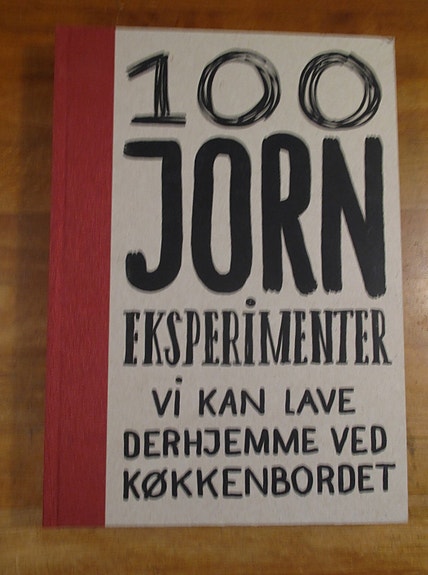 100
JORN
EKSPERIMENTER
Vi KAN LAVE
DERHJEMME VED
KØKKENBORDET